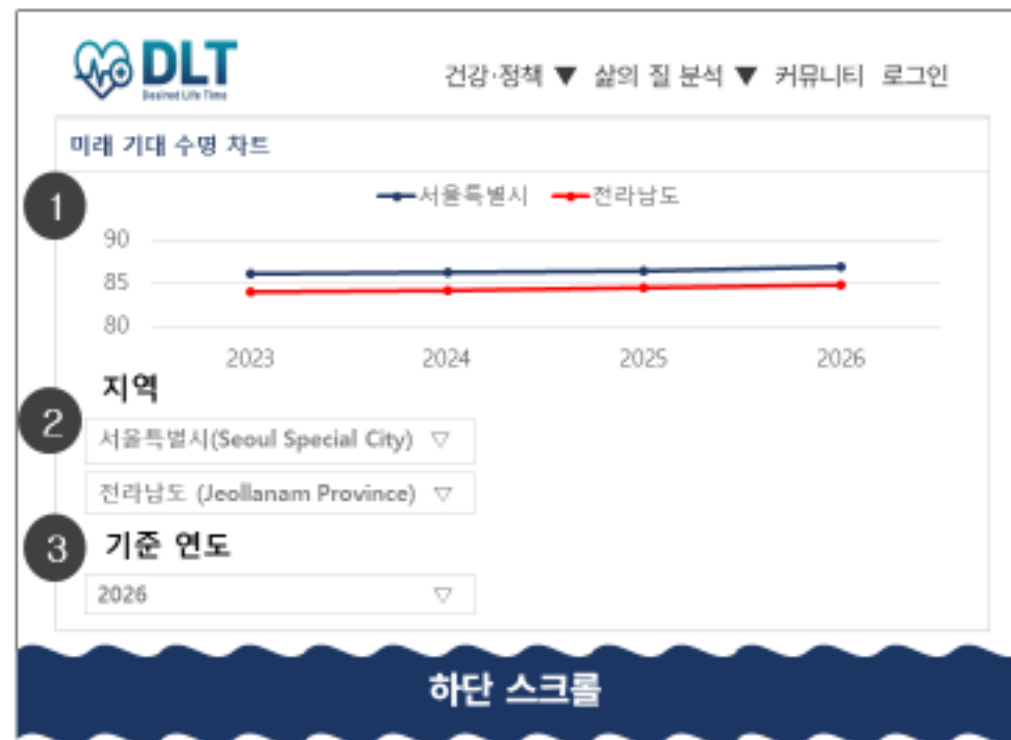 DLT
Desired Life Time
건강·정책 ▼ 삶의 질 분석 ▼ 커뮤니티 로그인
미래 기대 수명 차트
1
서울특별시 전라남도
90
85
80
2023 2024 2025 2026
지역
2
서울특별시(Seoul Special City) ▽
전라남도 (Jeollanam Province) ▽
3
기준 연도
2026 ▽
하단 스크롤